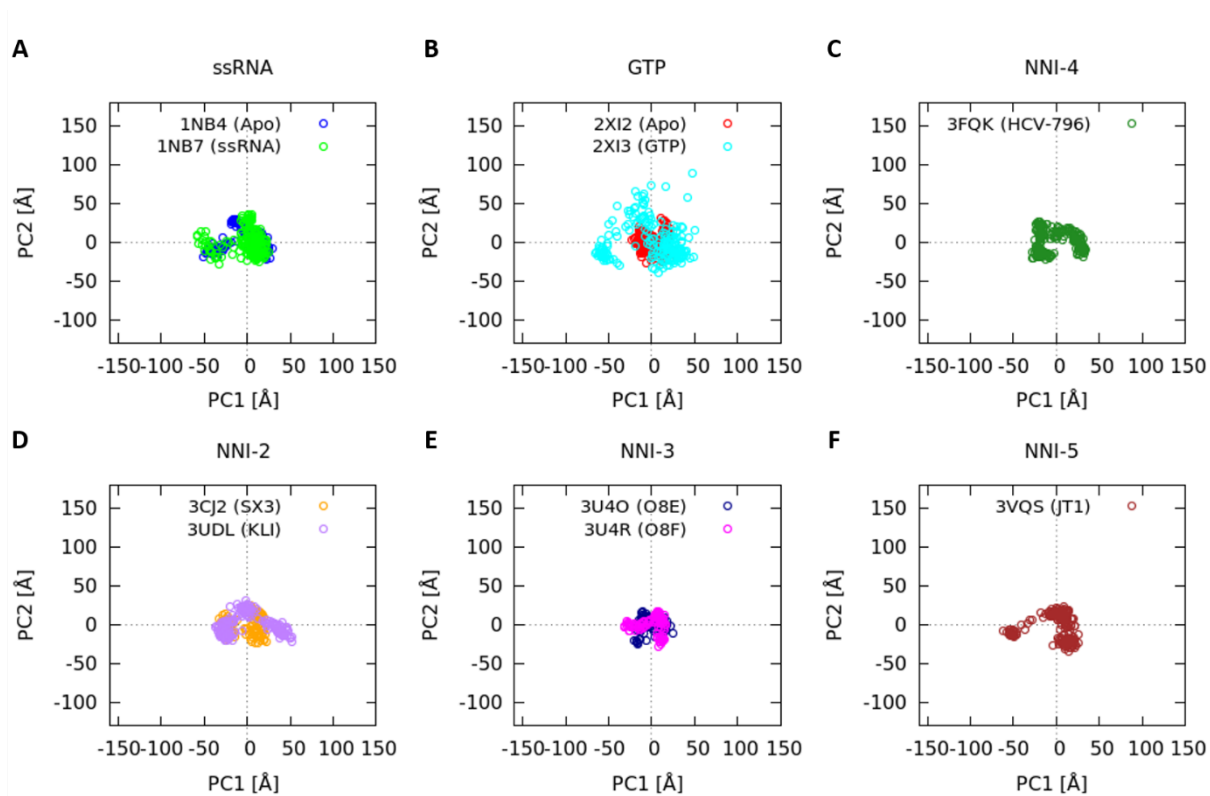 A
ssRNA
1NB4 (Apo)
1NB7 (ssRNA)
150
100
50
0
-50
-100
PC2 [Å]
-150-100 -50 0 50 100 150
PC1 [Å]
B
GTP
2XI2 (Apo)
2XI3 (GTP)
150
100
50
0
-50
-100
PC2 [Å]
-150-100 -50 0 50 100 150
PC1 [Å]
C
NNI-4
3FQK (HCV-796)
150
100
50
0
-50
-100
PC2 [Å]
-150-100 -50 0 50 100 150
PC1 [Å]
D
NNI-2
3CJ2 (SX3)
3UDL (KLI)
150
100
50
0
-50
-100
PC2 [Å]
-150-100 -50 0 50 100 150
PC1 [Å]
E
NNI-3
3U4O (O8E)
3U4R (O8F)
150
100
50
0
-50
-100
PC2 [Å]
-150-100 -50 0 50 100 150
PC1 [Å]
F
NNI-5
3VQS (JT1)
150
100
50
0
-50
-100
PC2 [Å]
-150-100 -50 0 50 100 150
PC1 [Å]